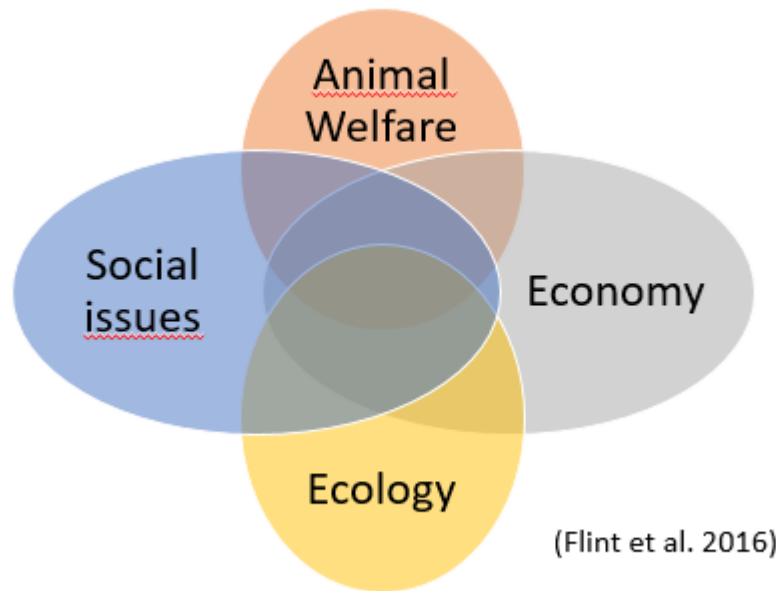 Animal
Welfare
Social
issues
Economy
Ecology
(Flint et al. 2016)